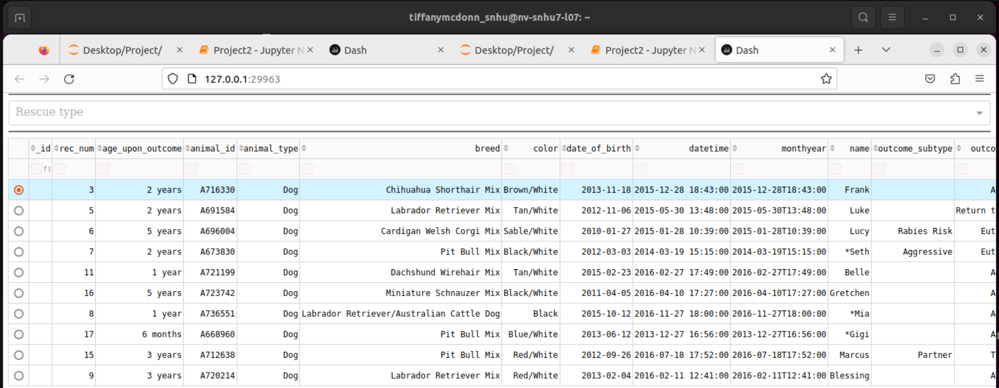 tiffanymcdonn_snhu@nv-snhu7-l07: ~
Desktop/Project/ Project2 - Jupyter N Dash Desktop/Project/ Project2 - Jupyter N Dash
127.0.0.1:29963
Rescue type
_id rec_num age_upon_outcome animal_id animal_type breed color date_of_birth datetime monthyear name outcome_subtype outco
Aa fi Aa Aa Aa Aa Aa Aa Aa Aa Aa Aa Aa
3 2 years A716330 Dog Chihuahua Shorthair Mix Brown/White 2013-11-18 2015-12-28 18:43:00 2015-12-28T18:43:00 Frank A
5 2 years A691584 Dog Labrador Retriever Mix Tan/White 2012-11-06 2015-05-30 13:48:00 2015-05-30T13:48:00 Luke Return t
6 5 years A696004 Dog Cardigan Welsh Corgi Mix Sable/White 2010-01-27 2015-01-28 10:39:00 2015-01-28T10:39:00 Lucy Rabies Risk Eut
7 2 years A673830 Dog Pit Bull Mix Black/White 2012-03-03 2014-03-19 15:15:00 2014-03-19T15:15:00 *Seth Aggressive Eut
11 1 year A721199 Dog Dachshund Wirehair Mix Tan/White 2015-02-23 2016-02-27 17:49:00 2016-02-27T17:49:00 Belle A
16 5 years A723742 Dog Miniature Schnauzer Mix Black/White 2011-04-05 2016-04-10 17:27:00 2016-04-10T17:27:00 Gretchen A
8 1 year A736551 Dog Labrador Retriever/Australian Cattle Dog Black 2015-10-12 2016-11-27 18:00:00 2016-11-27T18:00:00 *Mia A
17 6 months A668960 Dog Pit Bull Mix Blue/White 2013-06-12 2013-12-27 16:56:00 2013-12-27T16:56:00 *Gigi A
15 3 years A712638 Dog Pit Bull Mix Red/White 2012-09-26 2016-07-18 17:52:00 2016-07-18T17:52:00 Marcus Partner T
9 3 years A720214 Dog Labrador Retriever Mix Red/White 2013-02-04 2016-02-11 12:41:00 2016-02-11T12:41:00 Blessing A